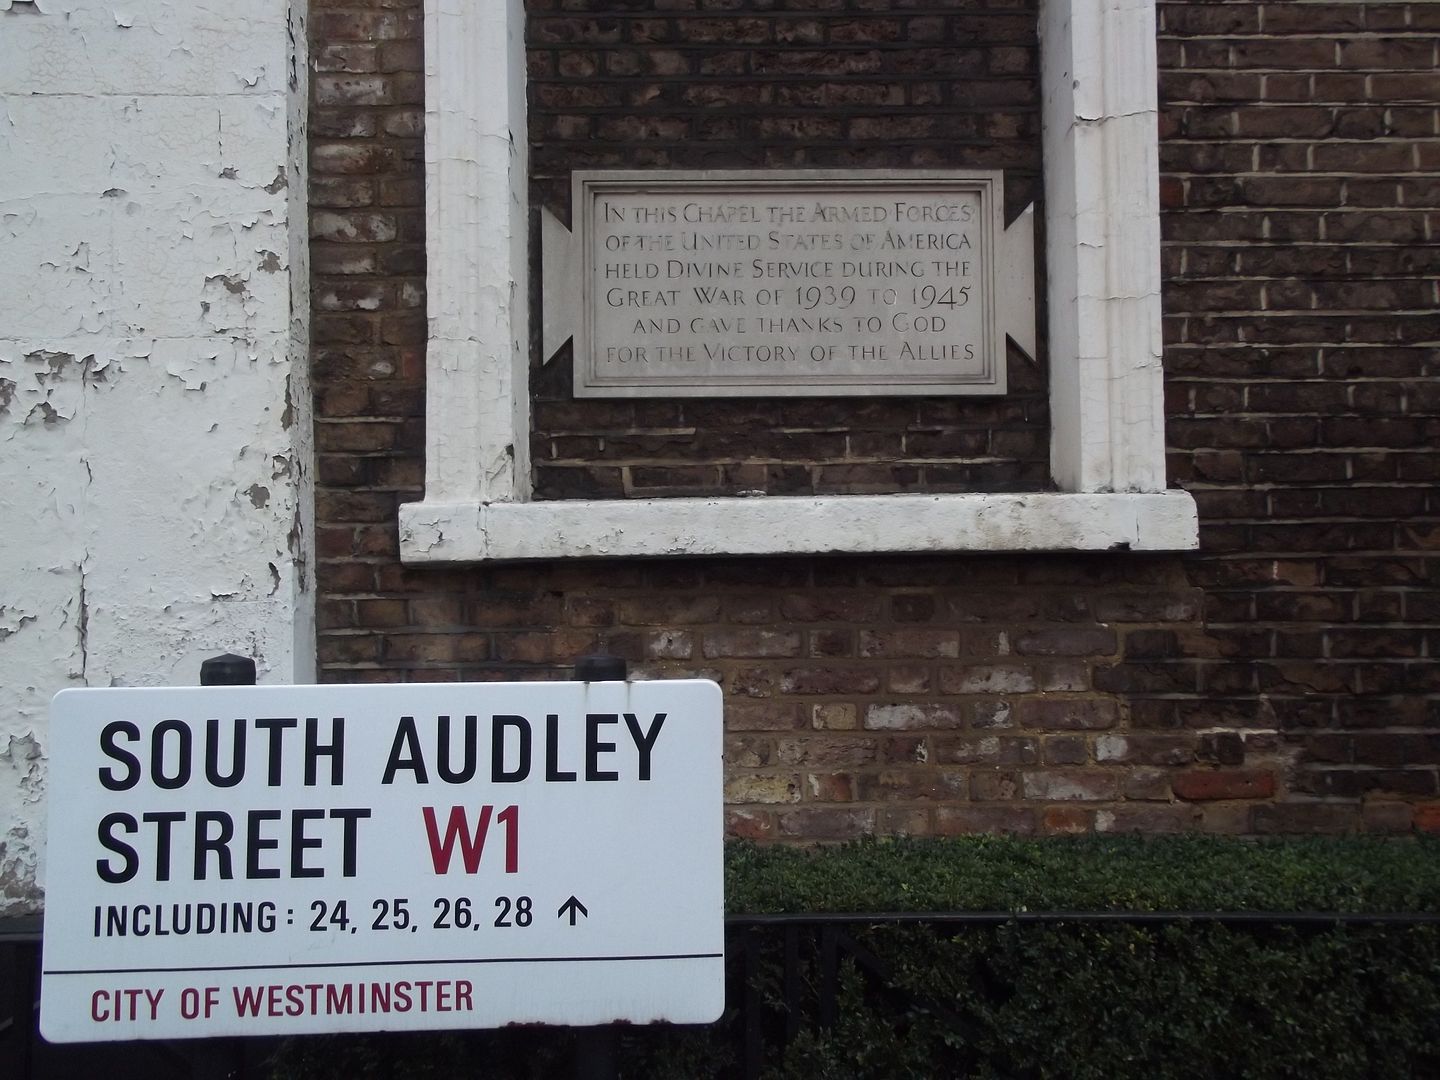 IN THIS CHAPEL THE ARMED FORCES
OF THE UNITED STATES OF AMERICA
HELD DIVINE SERVICE DURING THE
GREAT WAR OF 1939 TO 1945
AND GAVE THANKS TO GOD
FOR THE VICTORY OF THE ALLIES
SOUTH AUDLEY
STREET W1
INCLUDING: 24, 25, 26, 28 ↑
CITY OF WESTMINSTER